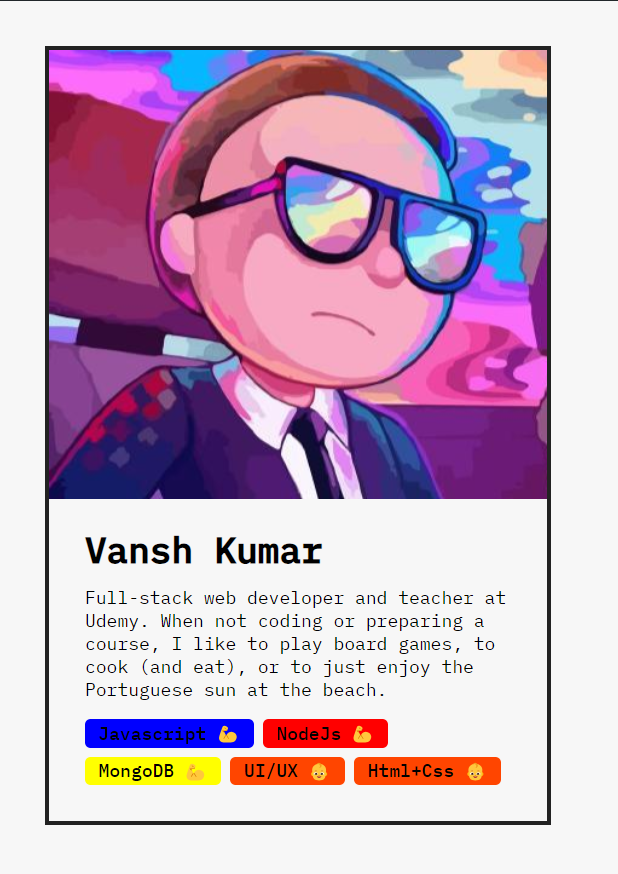 Vansh Kumar
Full-stack web developer and teacher at
Udemy. When not coding or preparing a
course, I like to play board games, to
cook (and eat), or to just enjoy the
Portuguese sun at the beach.
Javascript 💪 NodeJs 💪
MongoDB 💪 UI/UX 👶 Html+Css 👶